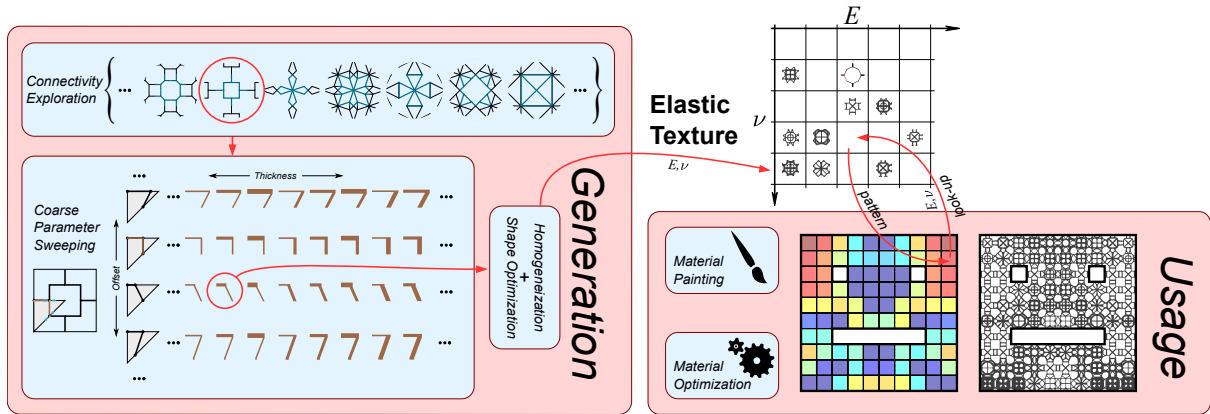 Connectivity
Exploration
Coarse
Parameter
Sweeping
Thickness
Offset
Homogeneization
+
Shape Optimization
Generation
E
ν
Elastic
Texture
E,ν
pattern
look-up
E,ν
Material
Painting
Material
Optimization
Usage